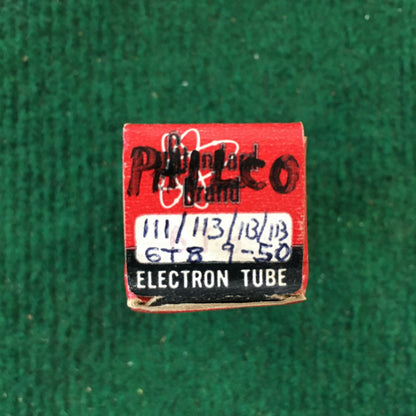 PHILCO
Standard
Brand
111/113/113/113
6T8 9-50
ELECTRON TUBE